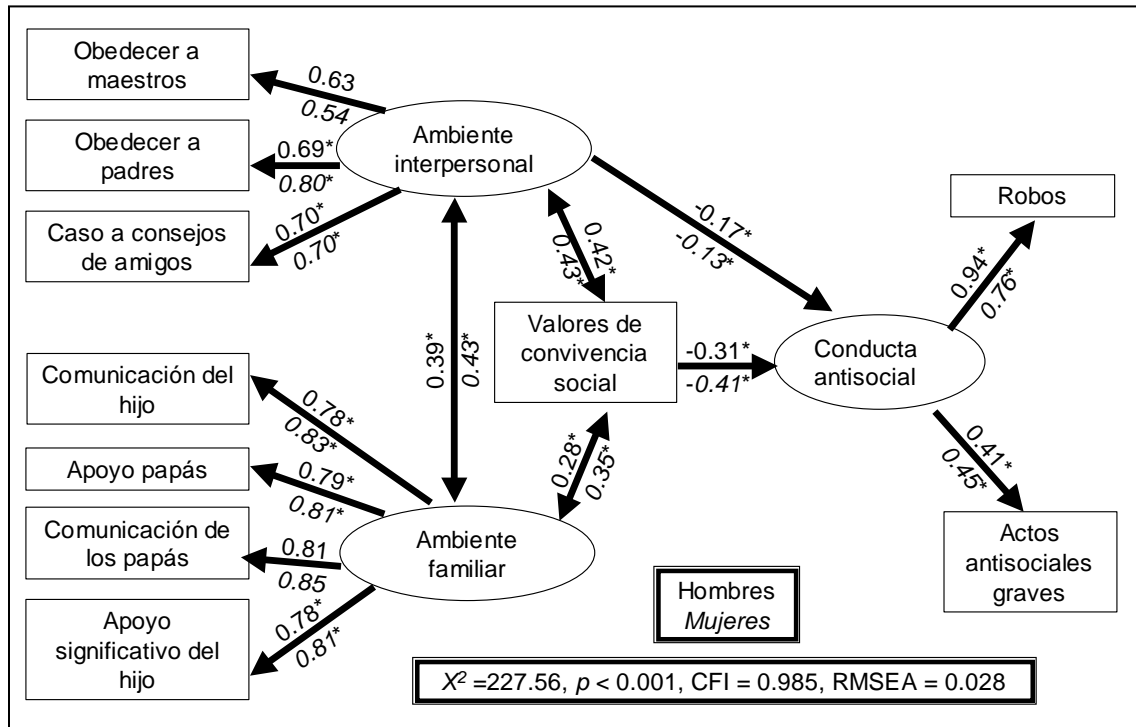 Obedecer a
maestros
0.63
0.54
Obedecer a
padres
0.69*
0.80*
Caso a consejos
de amigos
0.70*
0.70*
Ambiente
interpersonal
-0.17*
-0.13*
0.42*
0.43*
0.39*
0.43*
Valores de
convivencia
social
-0.31*
-0.41*
Conducta
antisocial
Robos
0.94*
0.76*
0.41*
0.45*
Actos
antisociales
graves
0.28*
0.35*
Comunicación del
hijo
0.78*
0.83*
Apoyo papás
0.79*
0.81*
Comunicación de
los papás
0.81
0.85
Apoyo
significativo del
hijo
0.78*
0.81*
Ambiente
familiar
Hombres
Mujeres
X² =227.56, p < 0.001, CFI = 0.985, RMSEA = 0.028